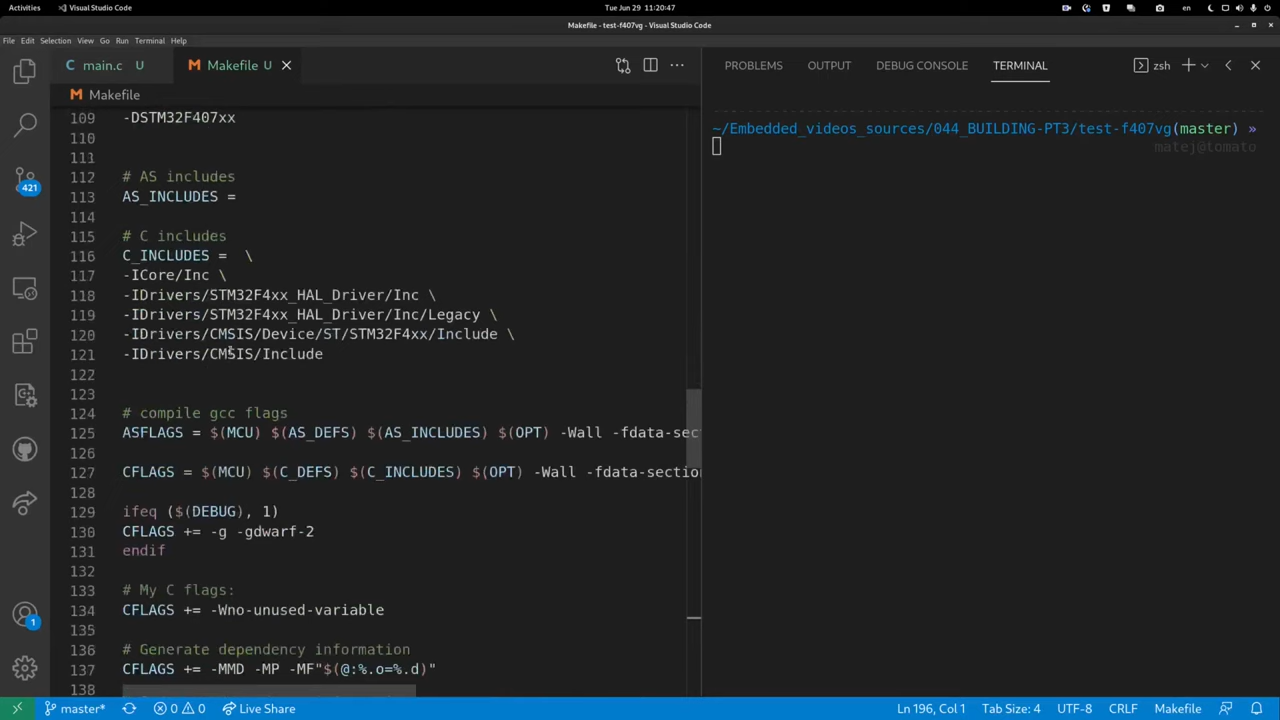 Activities
Visual Studio Code
Tue Jun 29 11:20:47
en
Makefile - test-f407vg - Visual Studio Code
File Edit Selection View Go Run Terminal Help
C main.c U
M Makefile U
PROBLEMS OUTPUT DEBUG CONSOLE TERMINAL
zsh
M Makefile
109 -DSTM32F407xx
110
111
112 # AS includes
113 AS_INCLUDES =
114
115 # C includes
116 C_INCLUDES =  \
117 -ICore/Inc \
118 -IDrivers/STM32F4xx_HAL_Driver/Inc \
119 -IDrivers/STM32F4xx_HAL_Driver/Inc/Legacy \
120 -IDrivers/CMSIS/Device/ST/STM32F4xx/Include \
121 -IDrivers/CMSIS/Include
122
123
124 # compile gcc flags
125 ASFLAGS = $(MCU) $(AS_DEFS) $(AS_INCLUDES) $(OPT) -Wall -fdata-sec
126
127 CFLAGS = $(MCU) $(C_DEFS) $(C_INCLUDES) $(OPT) -Wall -fdata-section
128
129 ifeq ($(DEBUG), 1)
130 CFLAGS += -g -gdwarf-2
131 endif
132
133 # My C flags:
134 CFLAGS += -Wno-unused-variable
135
136 # Generate dependency information
137 CFLAGS += -MMD -MP -MF"$(@:%.o=%.d)"
138
~/Embedded_videos_sources/044_BUILDING-PT3/test-f407vg(master) »
matej@tomato
421
1
1
master*
0 0
Live Share
Ln 196, Col 1
Tab Size: 4
UTF-8
CRLF
Makefile